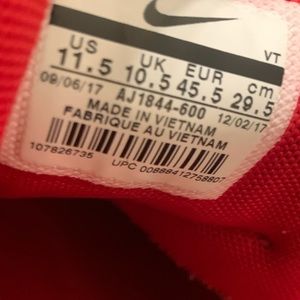 VT
US UK EUR cm
11.5 10.5 45.5 29.5
09/06/17 AJ1844-600 12/02/17
MADE IN VIETNAM
FABRIQUE AU VIETNAM
107826735
UPC 00888412758807